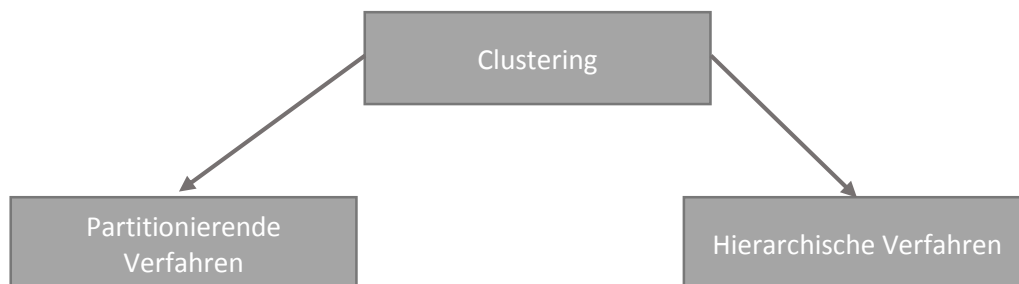 Clustering
Partitionierende
Verfahren
Hierarchische Verfahren